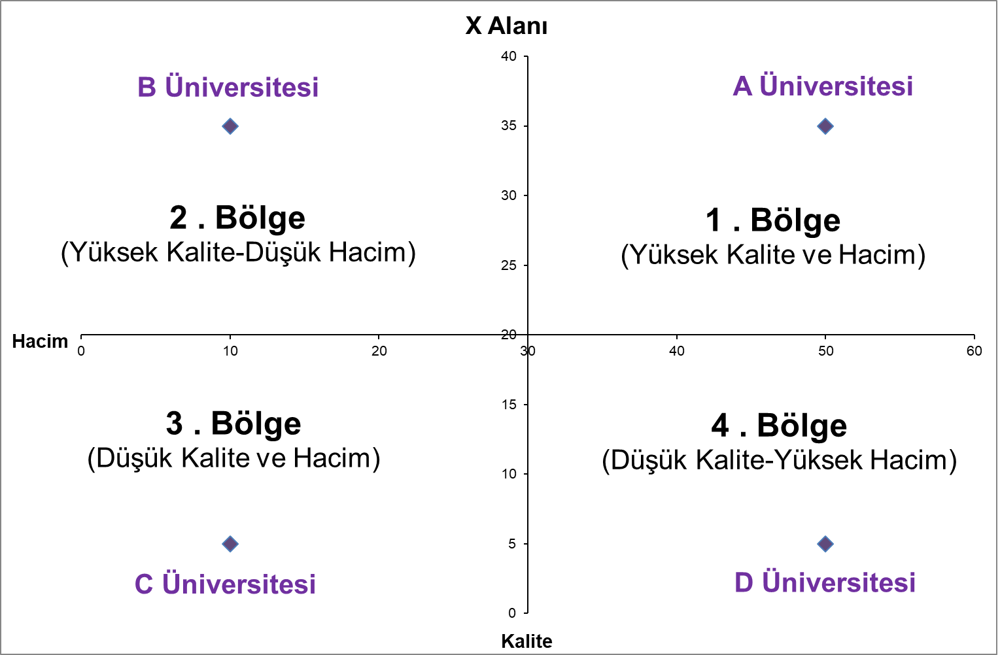 X Alanı
40
B Üniversitesi
A Üniversitesi
35
30
2 . Bölge
(Yüksek Kalite-Düşük Hacim)
1 . Bölge
(Yüksek Kalite ve Hacim)
25
20
Hacim
0 10 20 30 40 50 60
15
3 . Bölge
(Düşük Kalite ve Hacim)
4 . Bölge
(Düşük Kalite-Yüksek Hacim)
10
5
C Üniversitesi
D Üniversitesi
0
Kalite